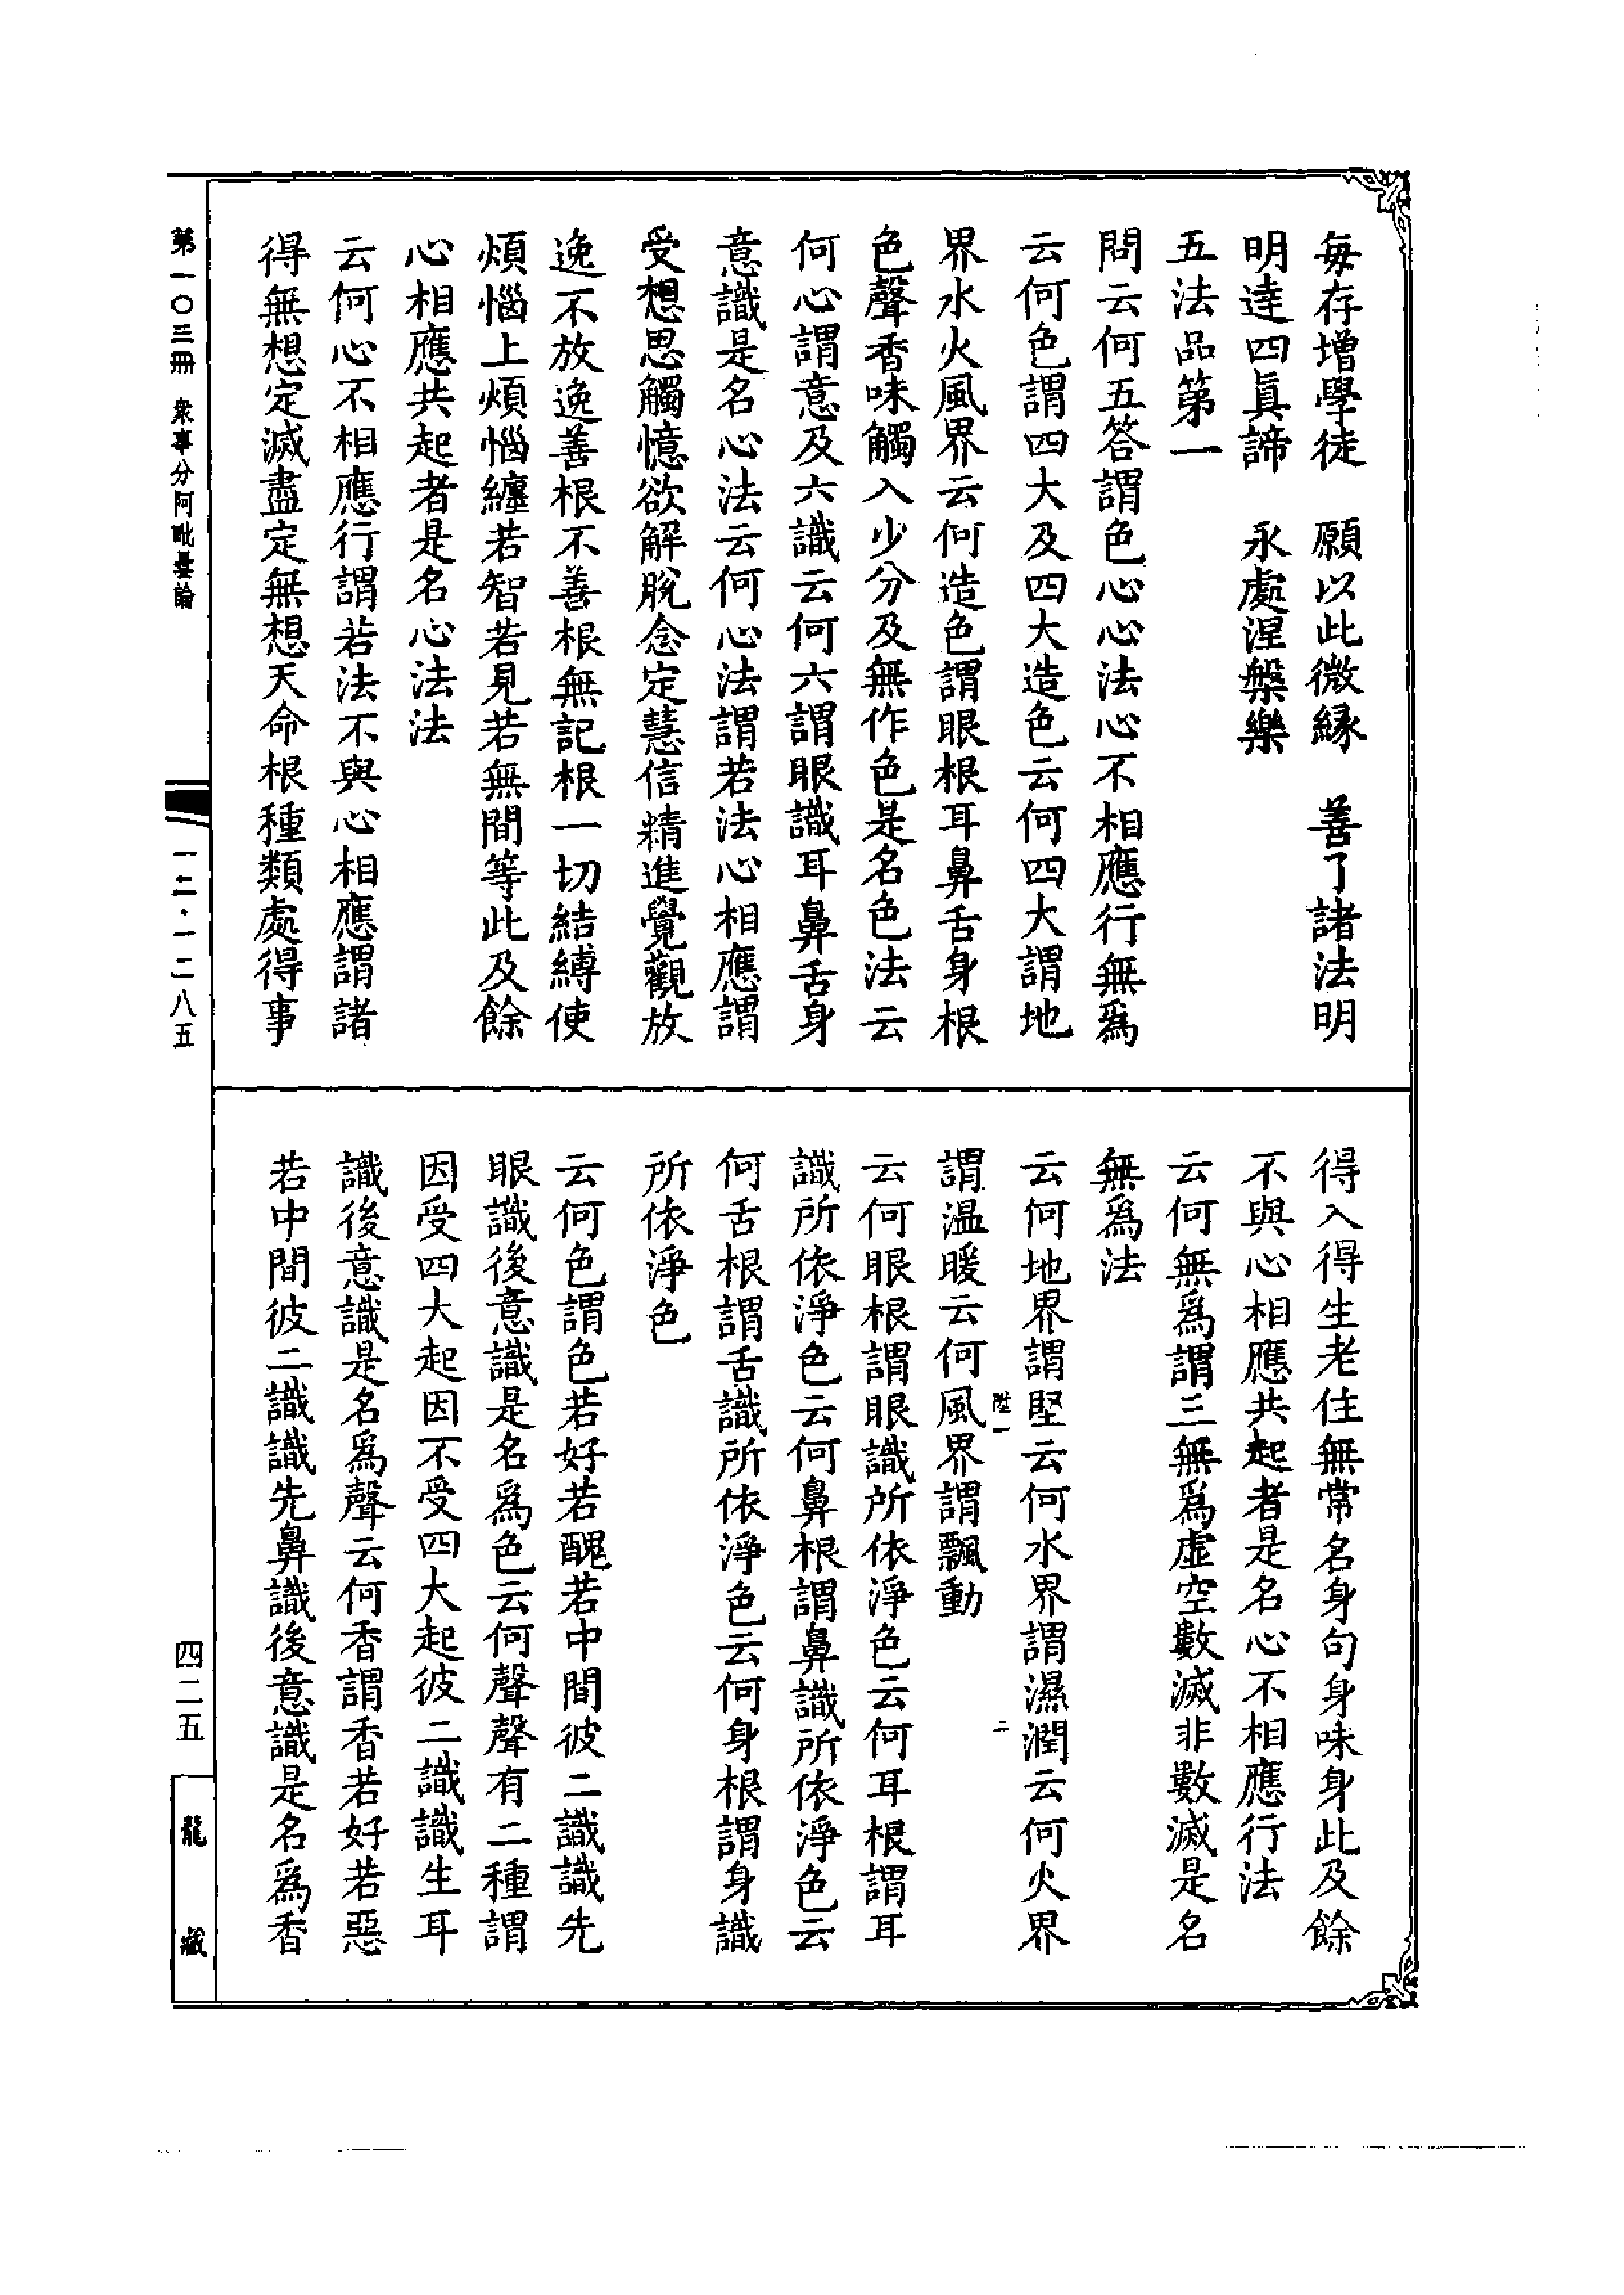 每存增學徒　願以此微縁　善了諸法明
明達四眞諦　永處涅槃樂
五法品第一
問云何五答謂色心心法心不相應行無爲
云何色謂四大及四大造色云何四大謂地
界水火風界云何造色謂眼根耳鼻舌身根
色聲香味觸入少分及無作色是名色法云
何心謂意及六識云何六謂眼識耳鼻舌身
意識是名心法云何心法謂若法心相應謂
受想思觸憶欲解脫念定慧信精進覺觀放
逸不放逸善根不善根無記根一切結縛使
煩惱上煩惱纏若智若見若無間等此及餘
心相應共起者是名心法法
云何心不相應行謂若法不與心相應謂諸
得無想定滅盡定無想天命根種類處得事
得入得生老住無常名身句身味身此及餘
不與心相應共起者是名心不相應行法
云何無爲謂三無爲虛空數滅非數滅是名
無爲法
云何地界謂堅云何水界謂濕潤云何火界
陞一　二
謂温暖云何風界謂飄動
云何眼根謂眼識所依淨色云何耳根謂耳
識所依淨色云何鼻根謂鼻識所依淨色云
何舌根謂舌識所依淨色云何身根謂身識
所依淨色
云何色謂色若好若醜若中間彼二識識先
眼識後意識是名爲色云何聲聲有二種謂
因受四大起因不受四大起彼二識識生耳
識後意識是名爲聲云何香謂香若好若惡
若中間彼二識識先鼻識後意識是名爲香
第一〇三冊　衆事分阿毗曇論
一二·一二八五
四二五
龍藏